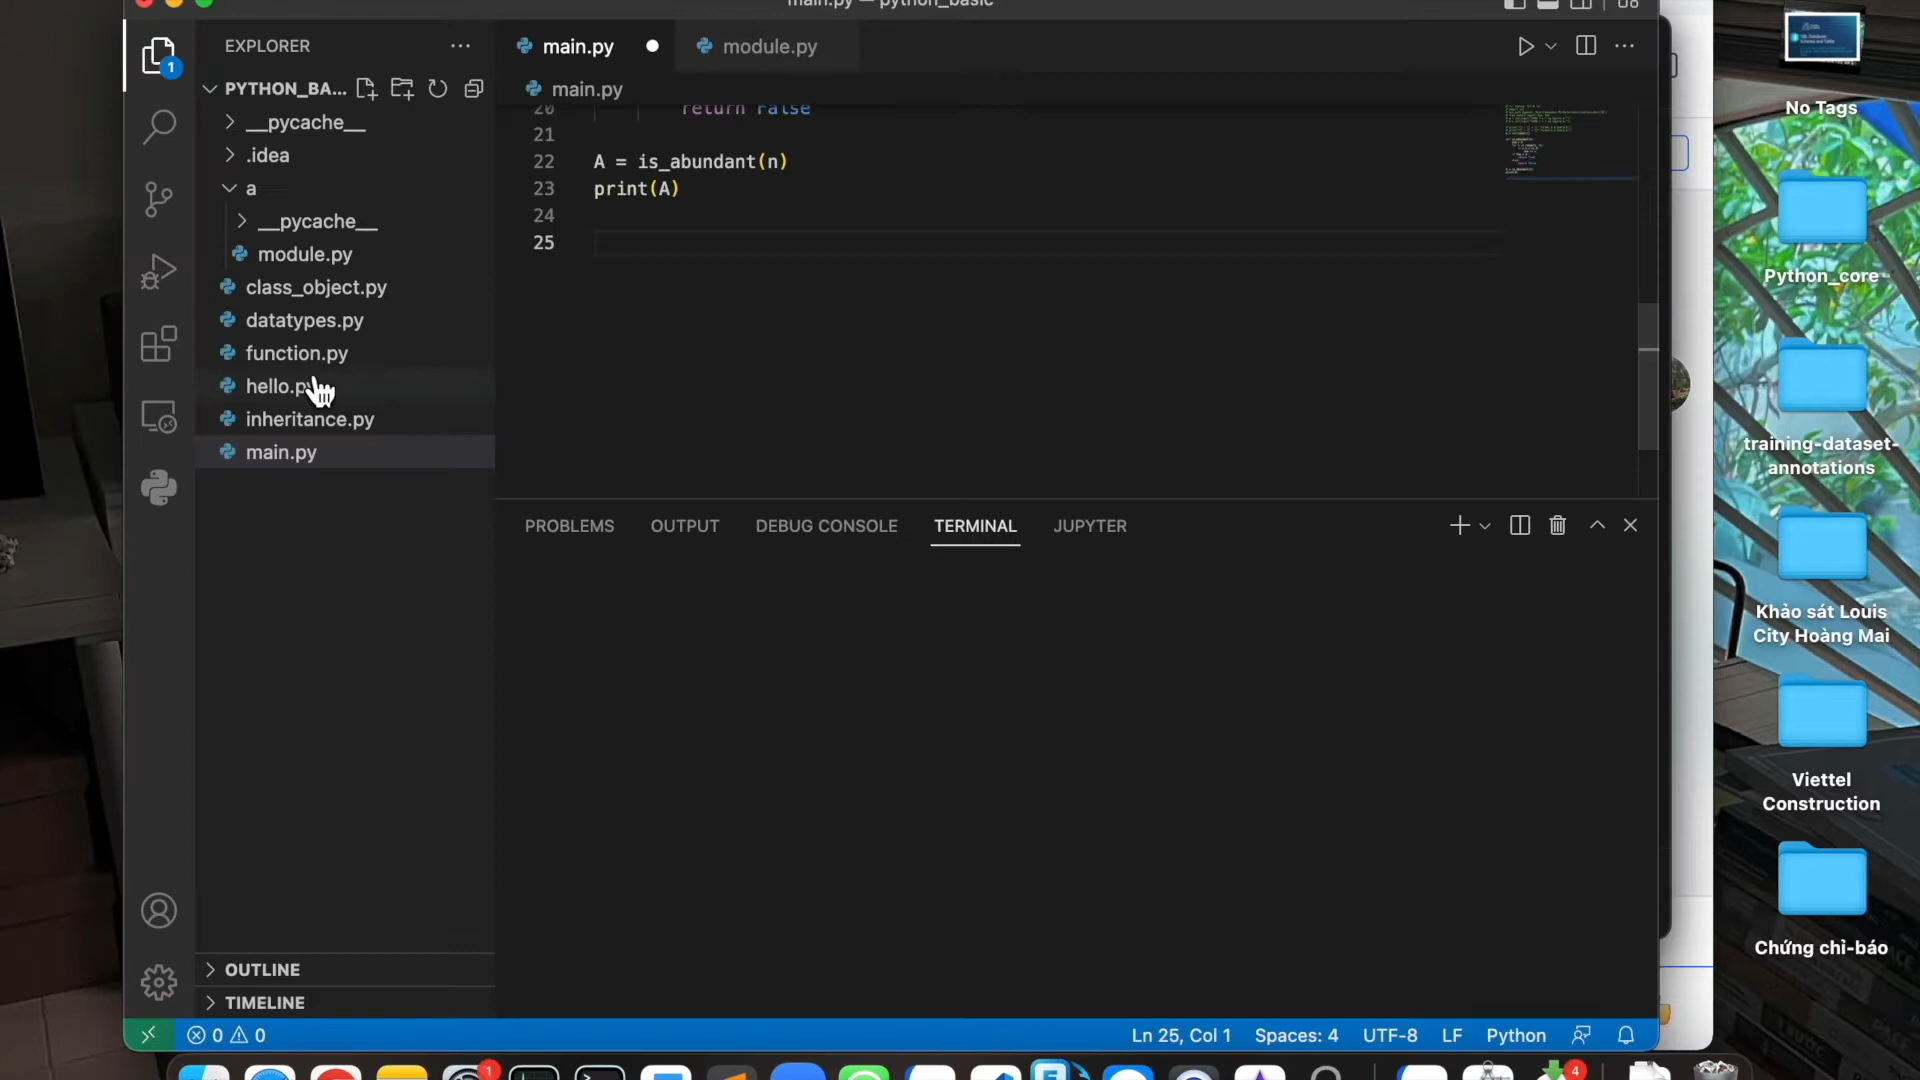 main.py — python_basic
1
EXPLORER
PYTHON_BA...
__pycache__
.idea
a
__pycache__
module.py
class_object.py
datatypes.py
function.py
hello.py
inheritance.py
main.py
OUTLINE
TIMELINE
main.py
module.py
main.py
20 return False
21
22 A = is_abundant(n)
23 print(A)
24
25
PROBLEMS
OUTPUT
DEBUG CONSOLE
TERMINAL
JUPYTER
0
0
Ln 25, Col 1
Spaces: 4
UTF-8
LF
Python
No Tags
Python_core
training-dataset-
annotations
Khảo sát Louis
City Hoàng Mai
Viettel
Construction
Chứng chỉ-báo
1
4